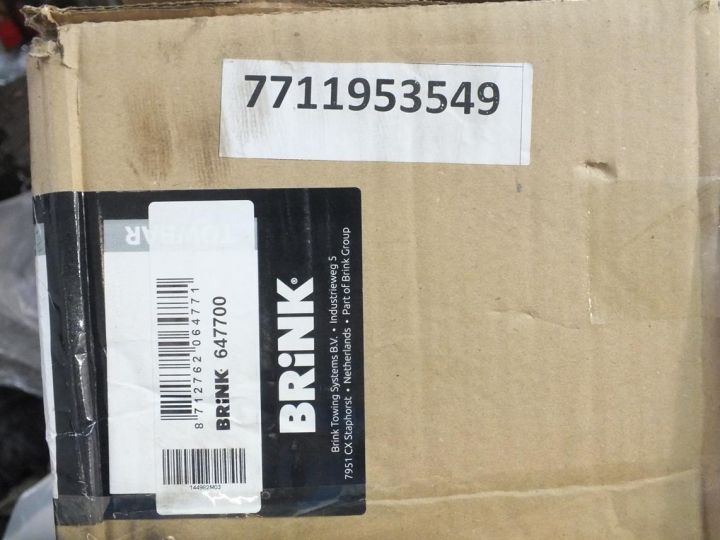 7711953549
TOWBAR
8 712762 064771
BRiNK® 647700
144982M03
BRiNK®
Brink Towing Systems B.V. • Industrieweg 5
7951 CX Staphorst • Netherlands • Part of Brink Group